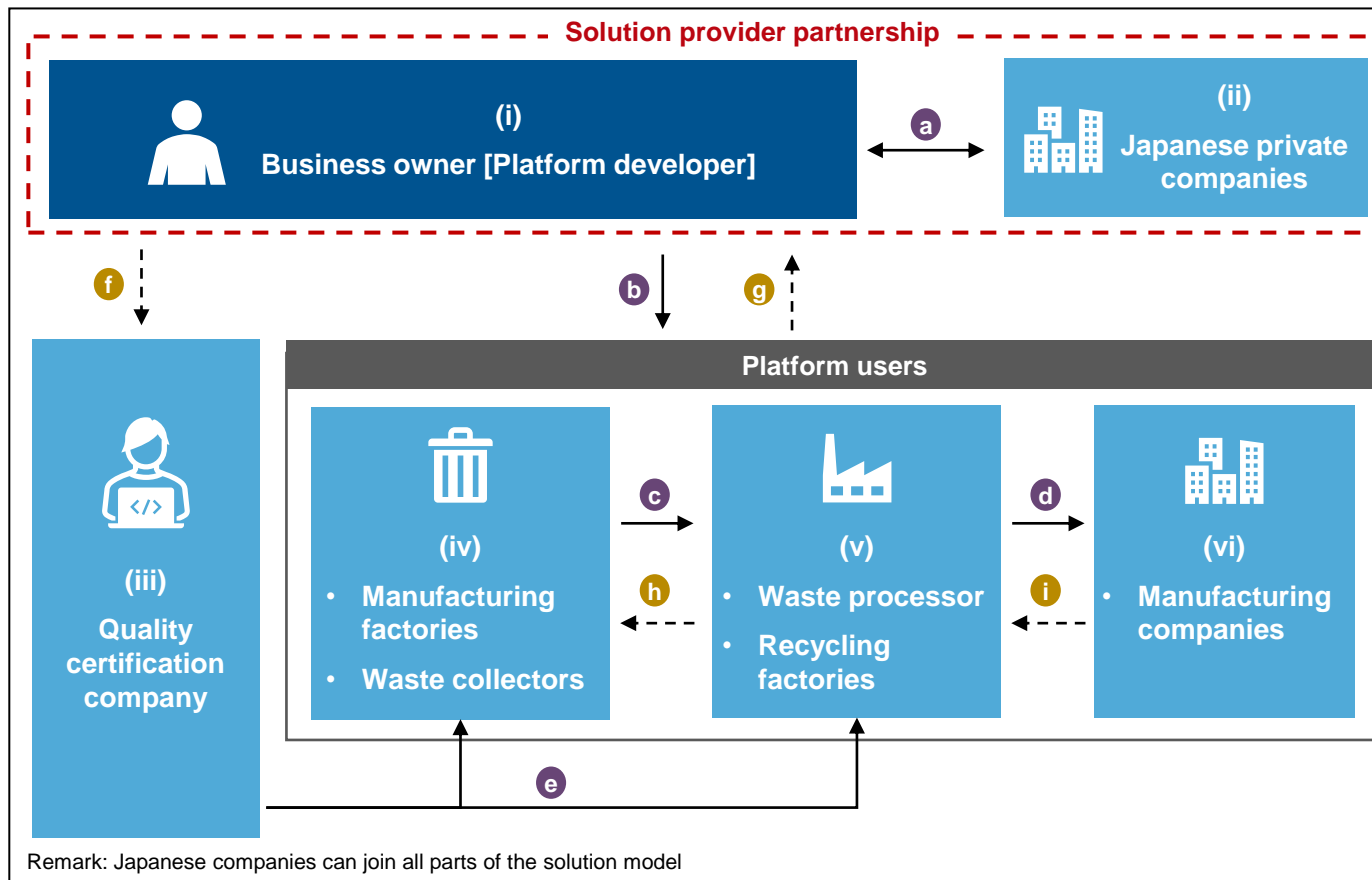 Solution provider partnership
(i)
Business owner [Platform developer]
a
(ii)
Japanese private
companies
f
b
g
Platform users
</>
(iii)
Quality
certification
company
(iv)
• Manufacturing
factories
• Waste collectors
c
h
(v)
• Waste processor
• Recycling
factories
d
i
(vi)
• Manufacturing
companies
e
Remark: Japanese companies can join all parts of the solution model